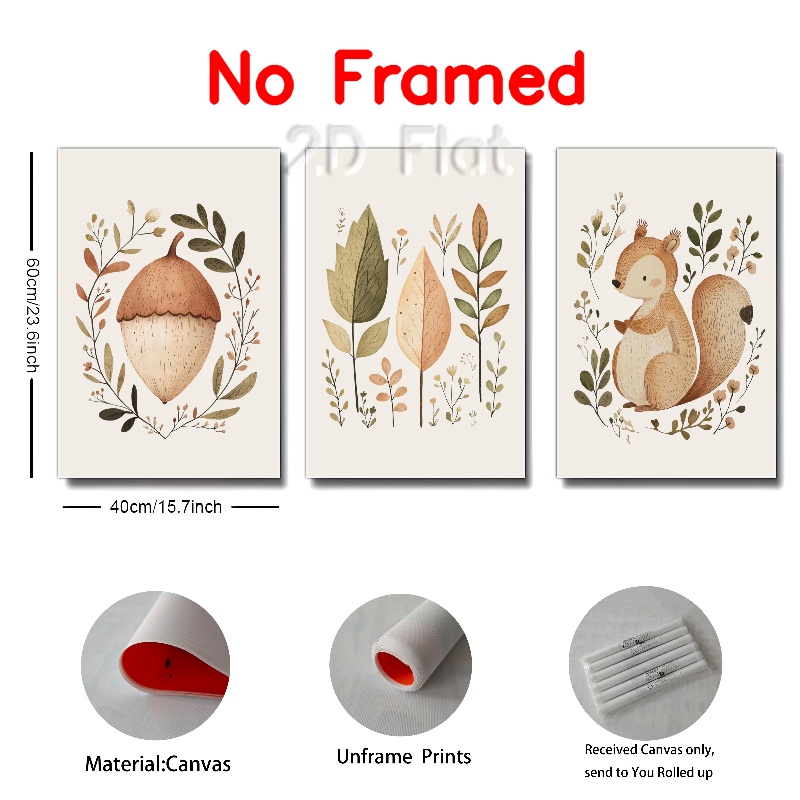 No Framed
2D Flat
60cm/23.6inch
40cm/15.7inch
Material:Canvas
Unframe Prints
Received Canvas only,
send to You Rolled up